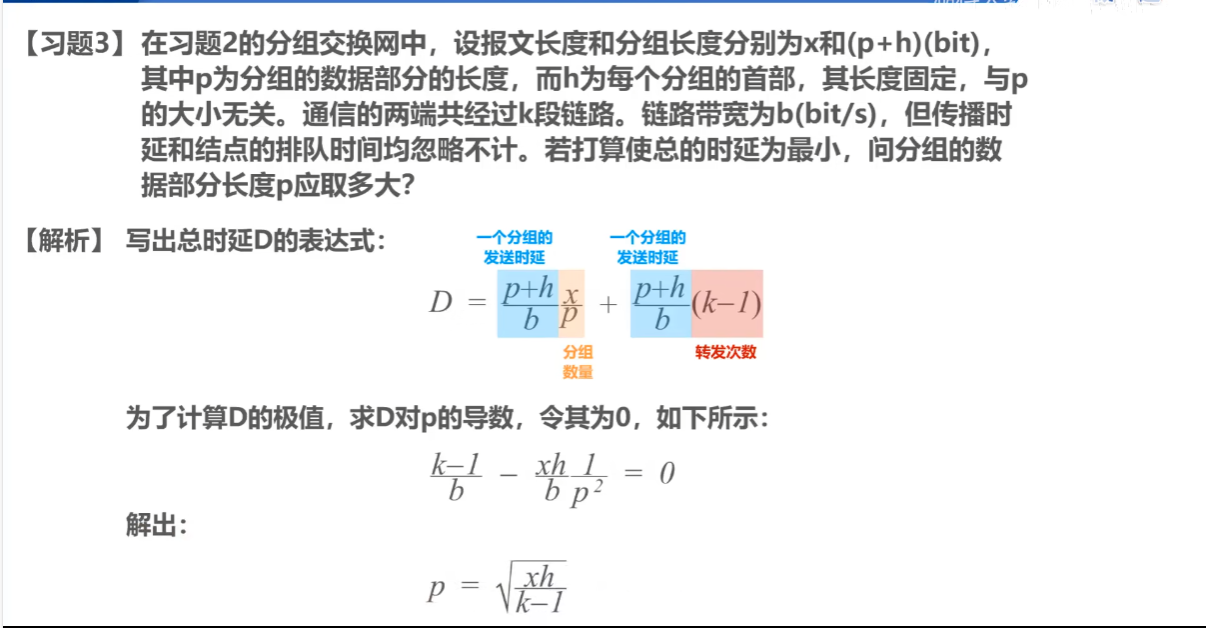 【习题3】在习题2的分组交换网中，设报文长度和分组长度分别为x和(p+h)(bit)，
其中p为分组的数据部分的长度，而h为每个分组的首部，其长度固定，与p
的大小无关。通信的两端共经过k段链路。链路带宽为b(bit/s)，但传播时
延和结点的排队时间均忽略不计。若打算使总的时延为最小，问分组的数
据部分长度p应取多大？
【解析】写出总时延D的表达式：
一个分组的 一个分组的
发送时延 发送时延
D = \frac{p+h}{b} \frac{x}{p} + \frac{p+h}{b} (k-1)
分组 转发次数
数量
为了计算D的极值，求D对p的导数，令其为0，如下所示：
\frac{k-1}{b} - \frac{xh}{b} \frac{1}{p^2} = 0
解出：
p = \sqrt{\frac{xh}{k-1}}